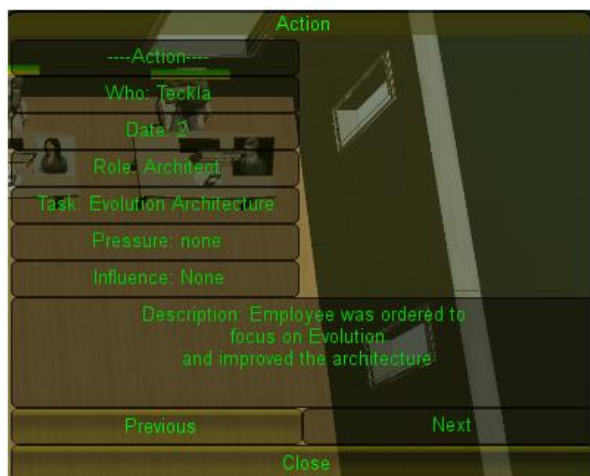 Action
----Action----
Who: Teckla
Date: 2
Role: Architect
Task: Evolution Architecture
Pressure: none
Influence: None
Description: Employee was ordered to
focus on Evolution
and improved the architecture
Previous
Next
Close